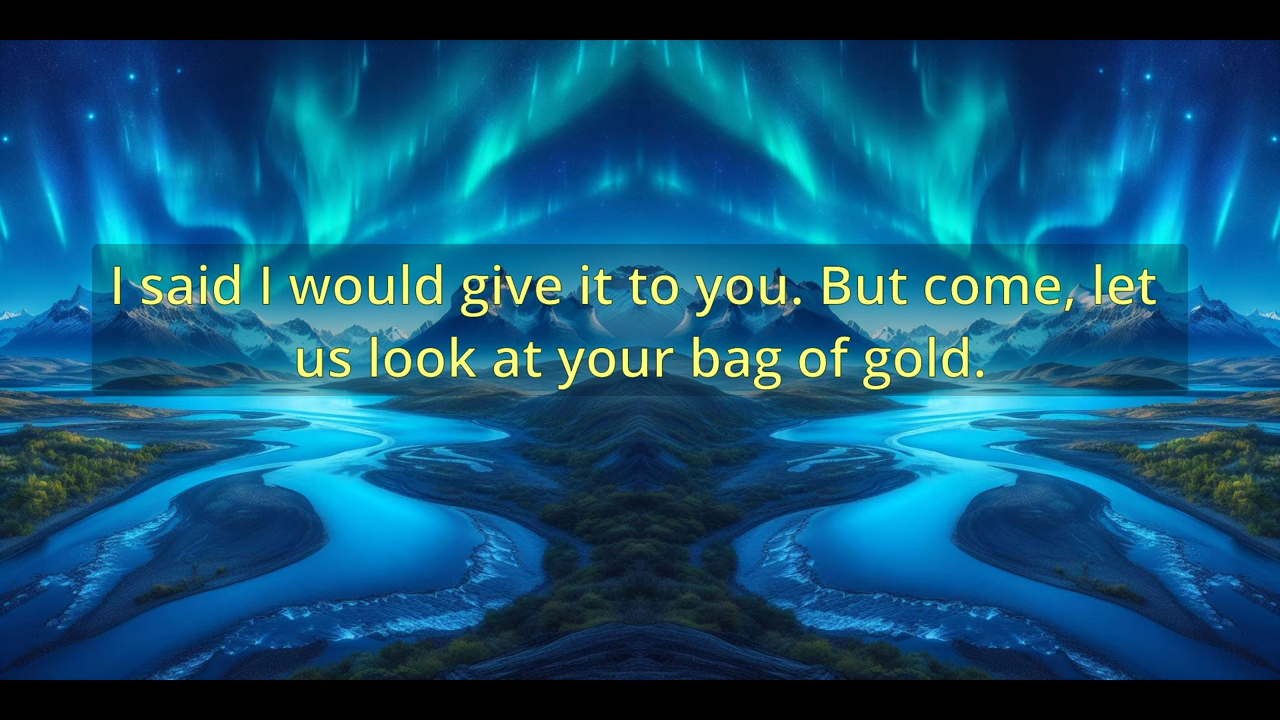 I said I would give it to you. But come, let
us look at your bag of gold.